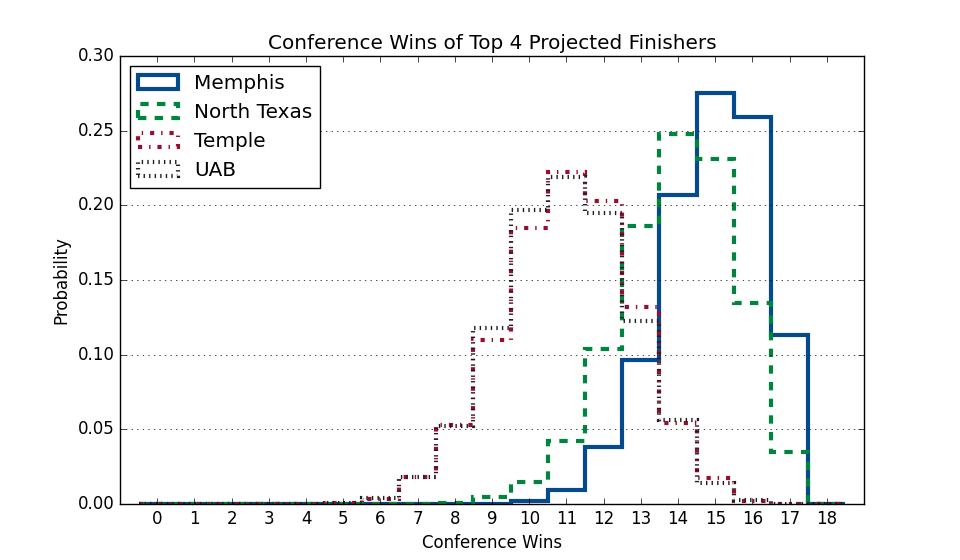 Conference Wins of Top 4 Projected Finishers
0.30
0.25
0.20
0.15
0.10
0.05
0.00
Probability
Memphis
North Texas
Temple
UAB
0 1 2 3 4 5 6 7 8 9 10 11 12 13 14 15 16 17 18
Conference Wins